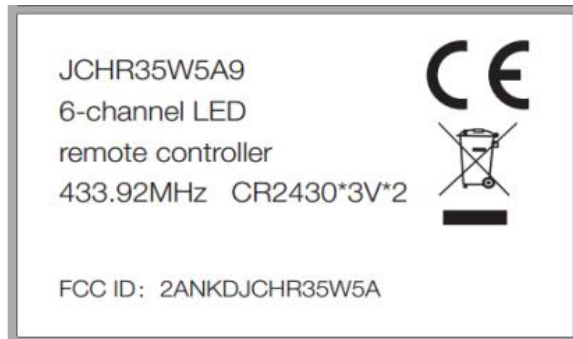 JCHR35W5A9
6-channel LED
remote controller
433.92MHz CR2430*3V*2
FCC ID: 2ANKDJCHR35W5A
CE